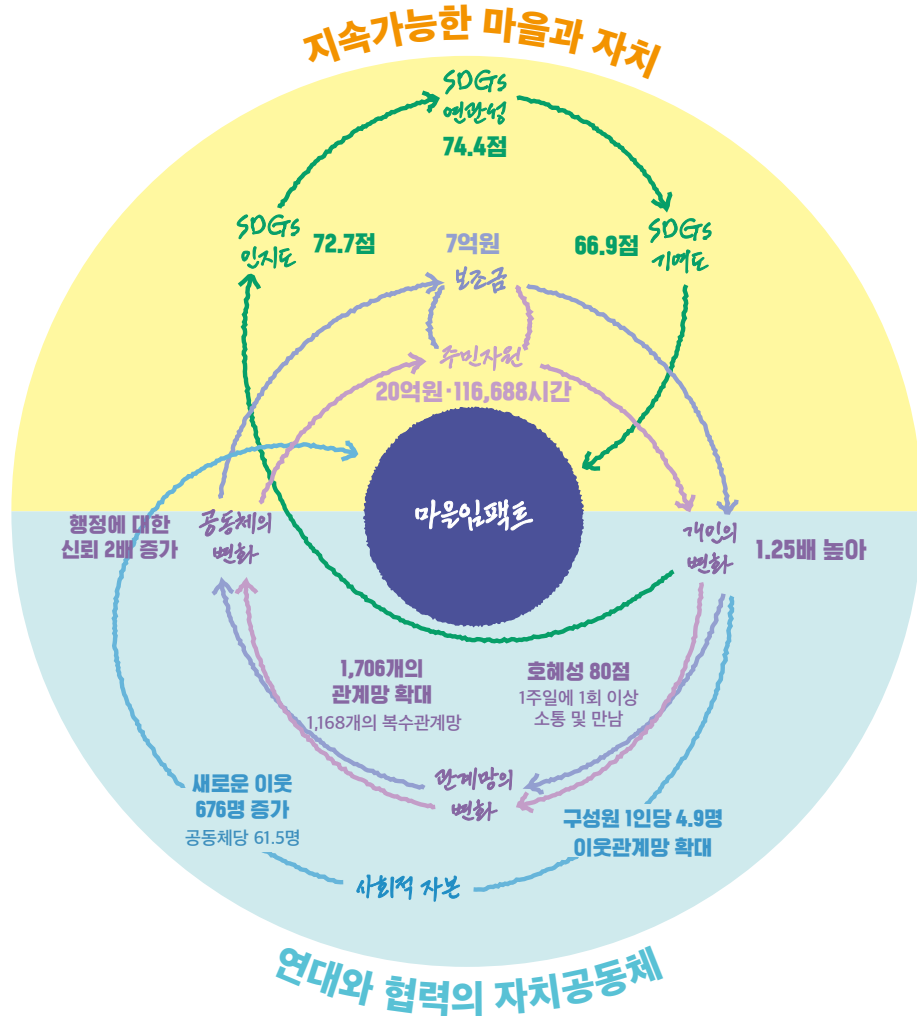 지속가능한 마을과 자치
SDGs
연관성
74.4점
SDGs
인지도
72.7점
7억원
보조금
66.9점
SDGs
기여도
주민자원
20억원·116,688시간
마을임팩트
행정에 대한
신뢰 2배 증가
공동체의
변화
개인의
변화
1.25배 높아
1,706개의
관계망 확대
1,168개의 복수관계망
호혜성 80점
1주일에 1회 이상
소통 및 만남
관계망의
변화
새로운 이웃
676명 증가
공동체당 61.5명
구성원 1인당 4.9명
이웃관계망 확대
사회적 자본
연대와 협력의 자치공동체